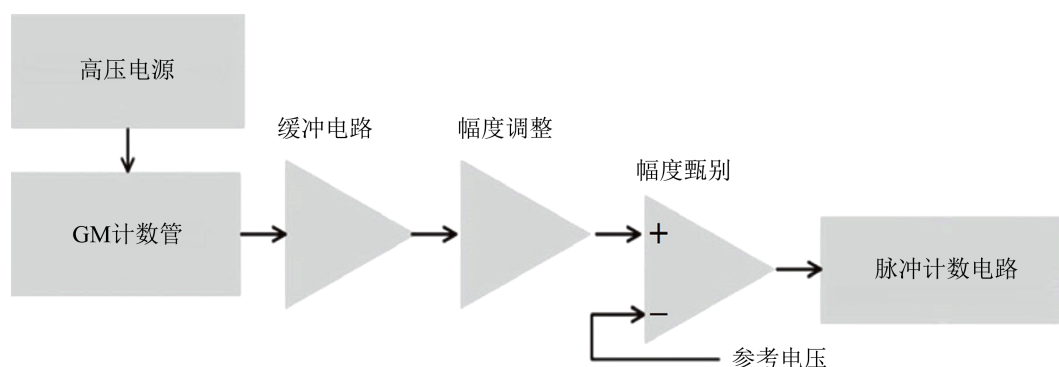 高压电源
缓冲电路
幅度调整
幅度甄别
GM计数管
+
脉冲计数电路
−
参考电压